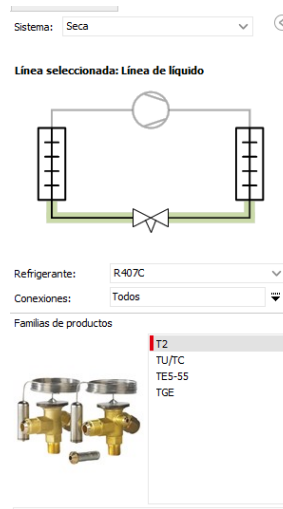 Sistema: Seca
Línea seleccionada: Línea de líquido
Refrigerante: R407C
Conexiones: Todos
Familias de productos
T2
TU/TC
TE5-55
TGE